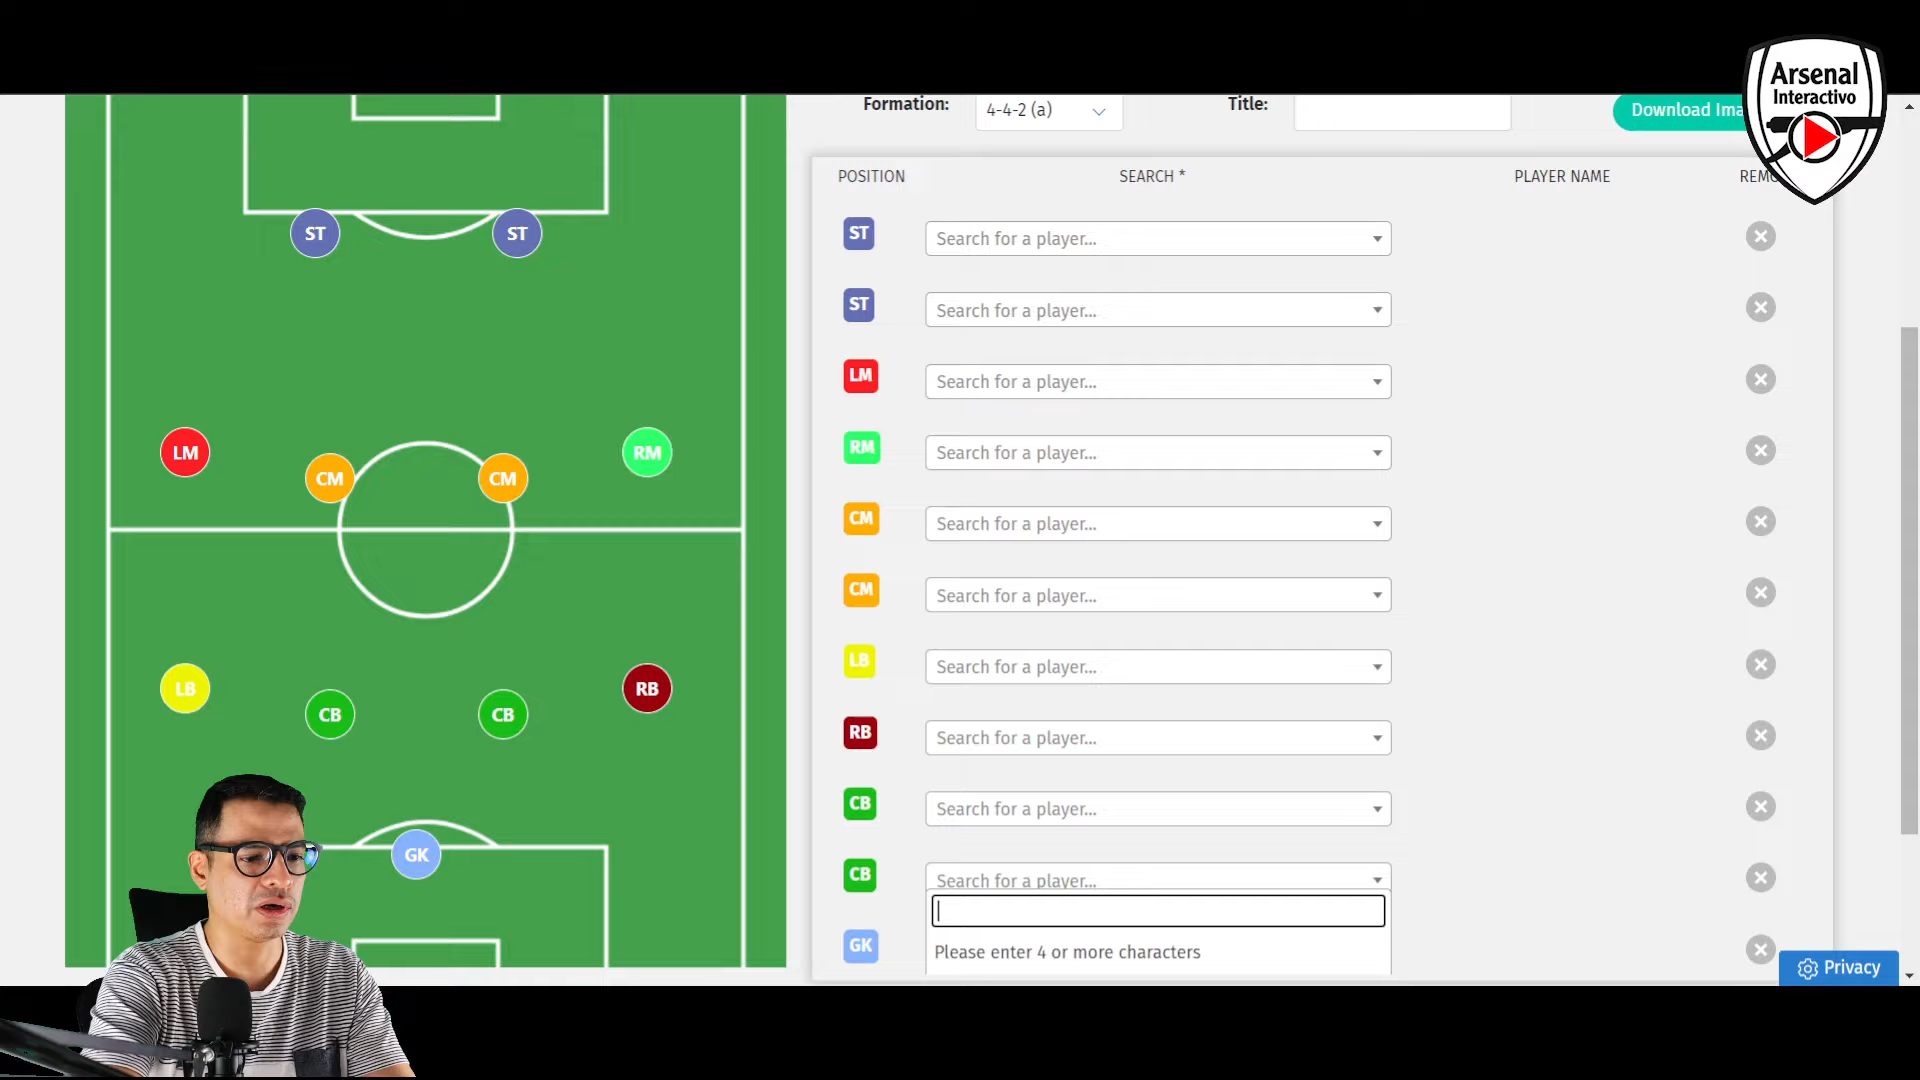 Arsenal
Interactivo
Formation:
4-4-2 (a)
Title:
Download Ima
POSITION
SEARCH *
PLAYER NAME
REMO
ST
Search for a player...
ST
Search for a player...
LM
Search for a player...
RM
Search for a player...
CM
Search for a player...
CM
Search for a player...
LB
Search for a player...
RB
Search for a player...
CB
Search for a player...
CB
Search for a player...
Please enter 4 or more characters
GK
Privacy
ST
ST
LM
CM
CM
RM
LB
CB
CB
RB
GK